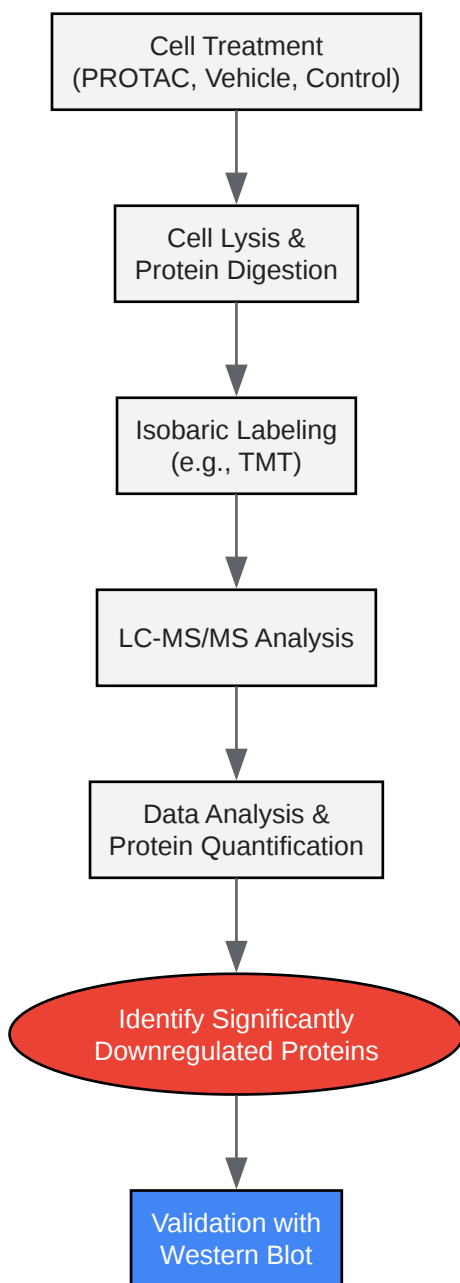 Cell Treatment
(PROTAC, Vehicle, Control)
Cell Lysis &
Protein Digestion
Isobaric Labeling
(e.g., TMT)
LC-MS/MS Analysis
Data Analysis &
Protein Quantification
Identify Significantly
Downregulated Proteins
Validation with
Western Blot